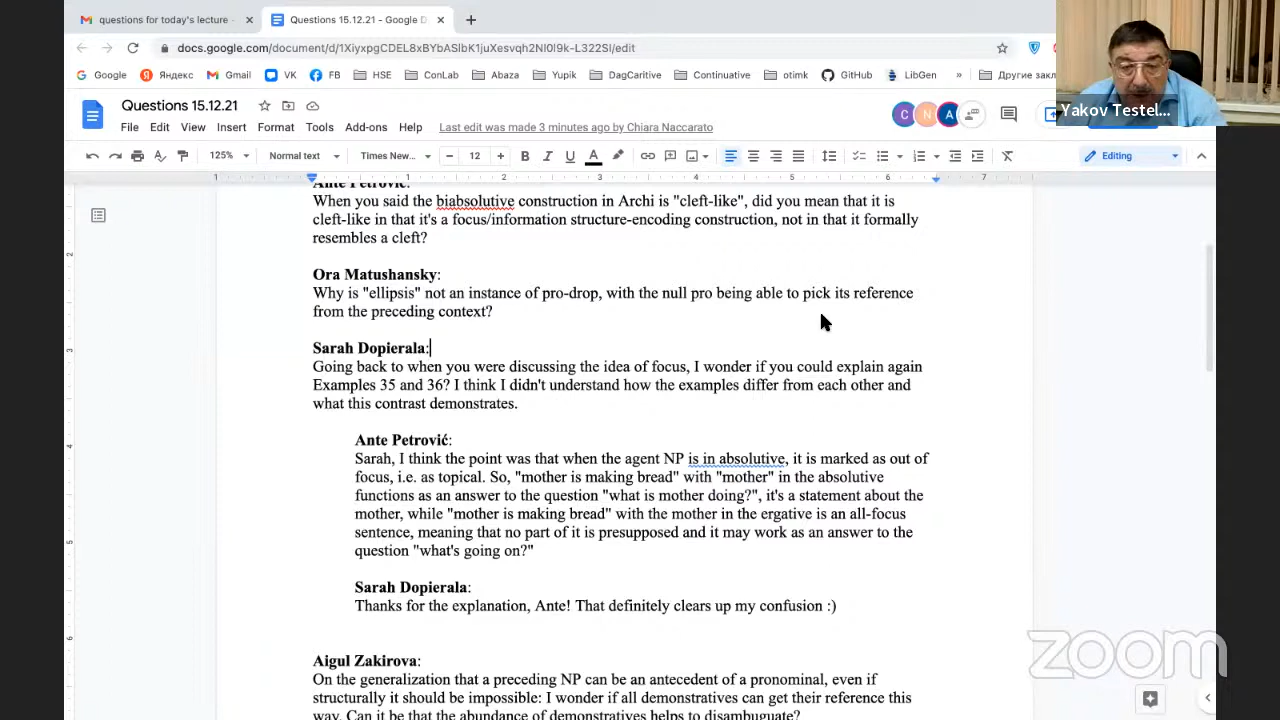 questions for today's lecture -
Questions 15.12.21 - Google D
docs.google.com/document/d/1XiyxpgCDEL8xBYbASlbK1juXesvqh2Nl0l9k-L322SI/edit
Google Яндекс Gmail VK FB HSE ConLab Abaza Yupik DagCaritive Continuative otimk GitHub LibGen » Другие закл
Yakov Testel...
Questions 15.12.21
C N A
File Edit View Insert Format Tools Add-ons Help Last edit was made 3 minutes ago by Chiara Naccarato
125% Normal text Times New... 12 B I U A Editing
1 1 2 3 4 5 6 7
Ante Petrović:
When you said the biabsolutive construction in Archi is "cleft-like", did you mean that it is
cleft-like in that it's a focus/information structure-encoding construction, not in that it formally
resembles a cleft?
Ora Matushansky:
Why is "ellipsis" not an instance of pro-drop, with the null pro being able to pick its reference
from the preceding context?
Sarah Dopierala:
Going back to when you were discussing the idea of focus, I wonder if you could explain again
Examples 35 and 36? I think I didn't understand how the examples differ from each other and
what this contrast demonstrates.
Ante Petrović:
Sarah, I think the point was that when the agent NP is in absolutive, it is marked as out of
focus, i.e. as topical. So, "mother is making bread" with "mother" in the absolutive
functions as an answer to the question "what is mother doing?", it's a statement about the
mother, while "mother is making bread" with the mother in the ergative is an all-focus
sentence, meaning that no part of it is presupposed and it may work as an answer to the
question "what's going on?"
Sarah Dopierala:
Thanks for the explanation, Ante! That definitely clears up my confusion :)
Aigul Zakirova:
On the generalization that a preceding NP can be an antecedent of a pronominal, even if
structurally it should be impossible: I wonder if all demonstratives can get their reference this
way. Can it be that the abundance of demonstratives helps to disambuguate?
zoom